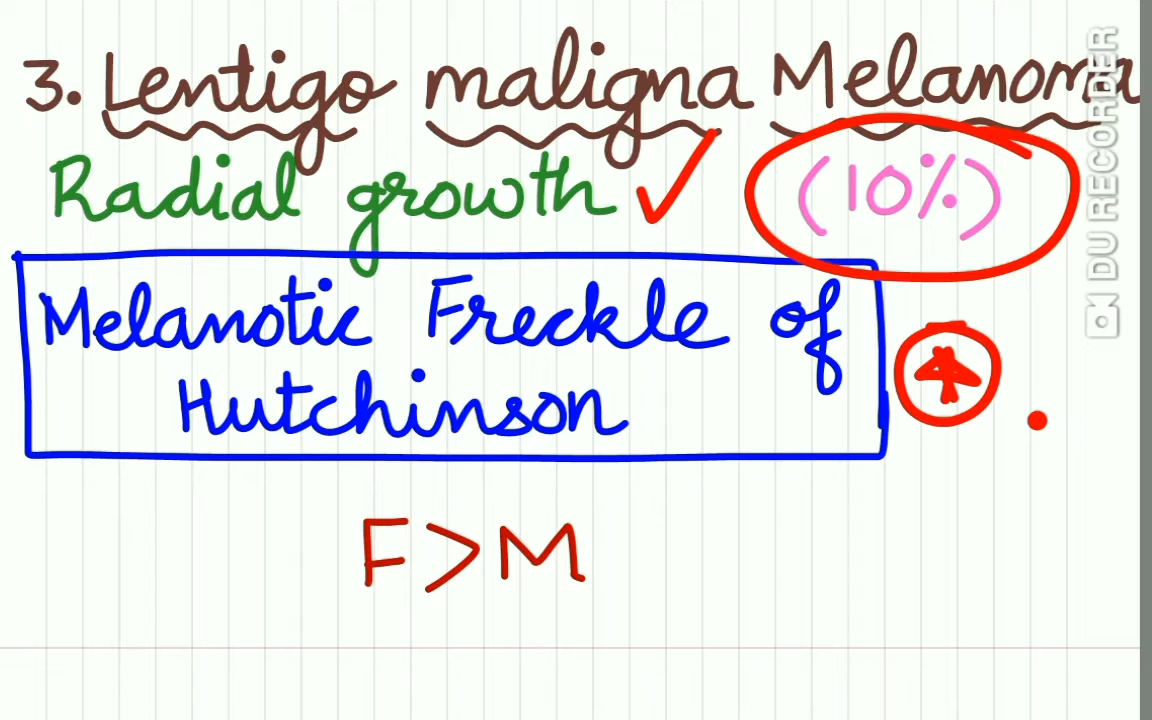 3. Lentigo maligna Melanoma
Radial growth ✓ (10%)
Melanotic Freckle of
Hutchinson
F > M
DU RECORDER